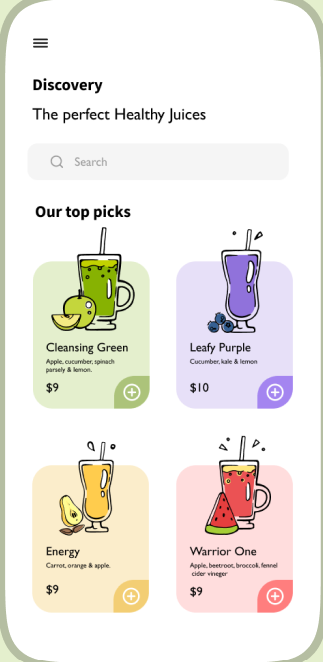 Discovery
The perfect Healthy Juices
Search
Our top picks
Cleansing Green
Apple, cucumber, spinach
parsely & lemon.
$9
Leafy Purple
Cucumber, kale & lemon
$10
Energy
Carrot, orange & apple.
$9
Warrior One
Apple, beetroot, broccoli, fennel
cider vineger
$9